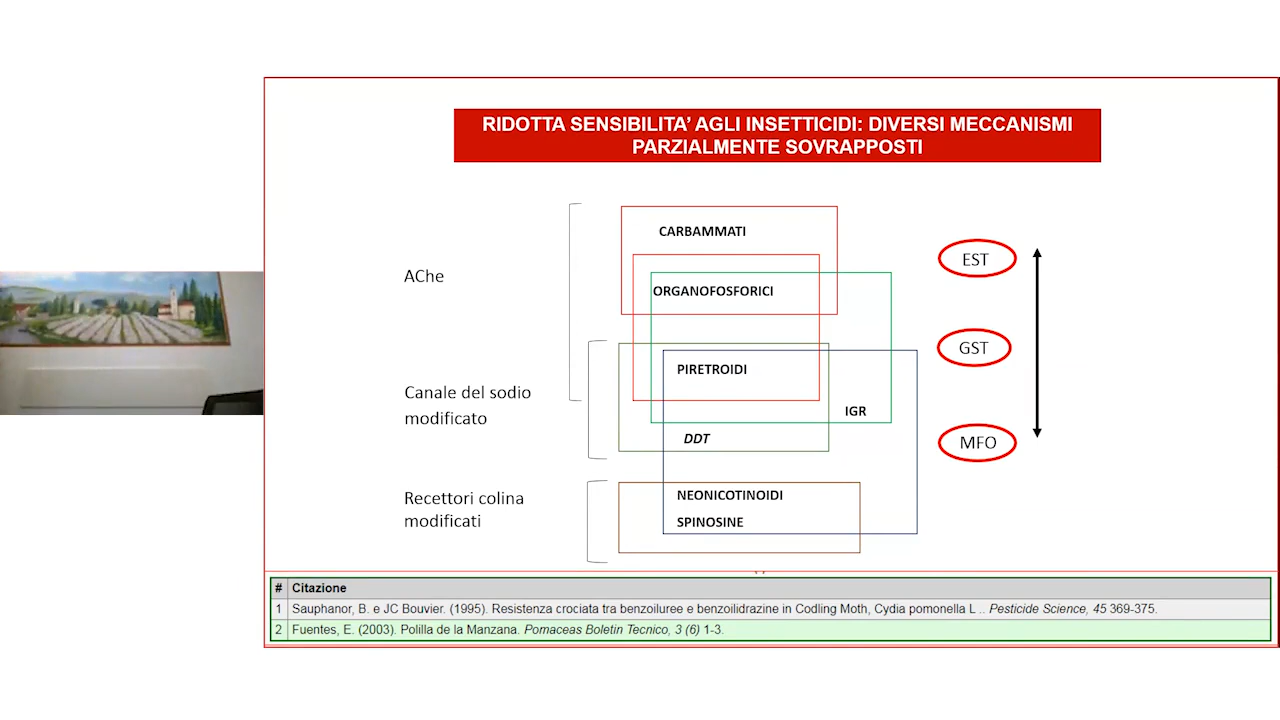 RIDOTTA SENSIBILITA' AGLI INSETTICIDI: DIVERSI MECCANISMI
PARZIALMENTE SOVRAPPOSTI
CARBAMMATI
EST
ACHe
ORGANOFOSFORICI
GST
PIRETROIDI
Canale del sodio
modificato
IGR
DDT
MFO
Recettori colina
modificati
NEONICOTINOIDI
SPINOSINE
# Citazione
1 Sauphanor, B. e JC Bouvier. (1995). Resistenza crociata tra benzoiluree e benzoilidrazine in Codling Moth, Cydia pomonella L .. Pesticide Science, 45 369-375.
2 Fuentes, E. (2003). Polilla de la Manzana. Pomaceas Boletin Tecnico, 3 (6) 1-3.